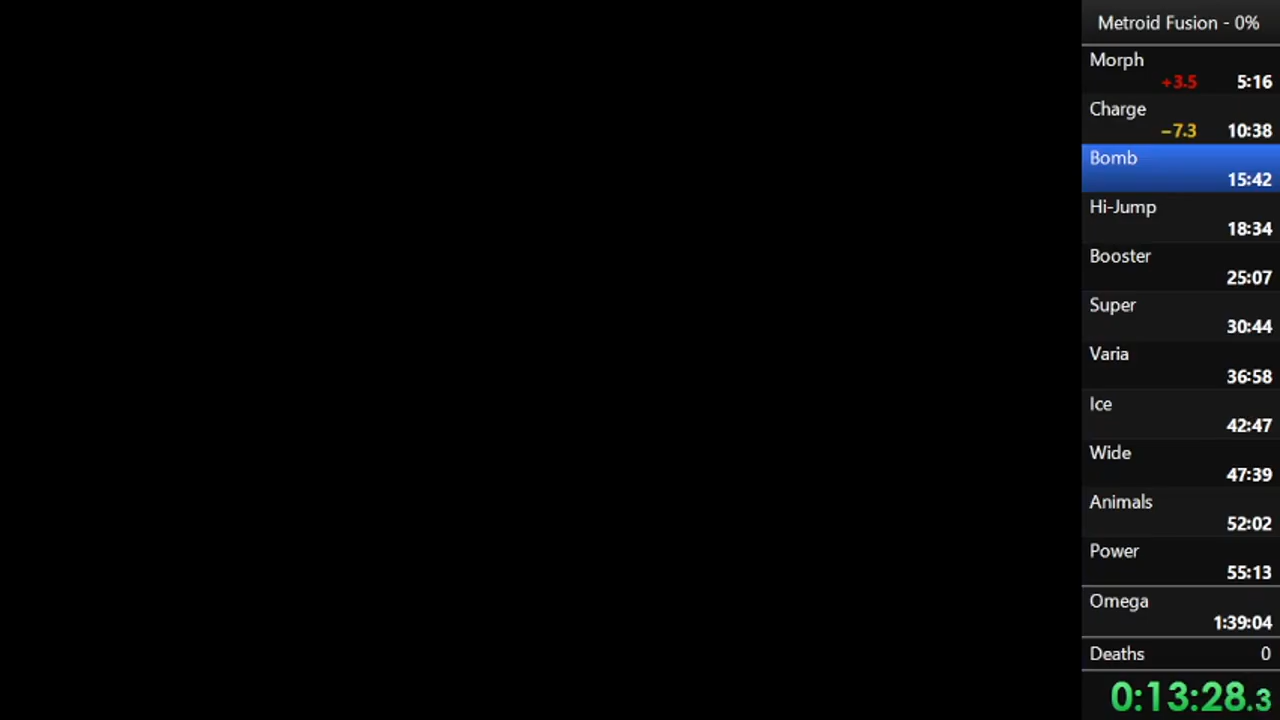 Metroid Fusion - 0%
Morph
+3.5 5:16
Charge
−7.3 10:38
Bomb
15:42
Hi-Jump
18:34
Booster
25:07
Super
30:44
Varia
36:58
Ice
42:47
Wide
47:39
Animals
52:02
Power
55:13
Omega
1:39:04
Deaths 0
0:13:28.3